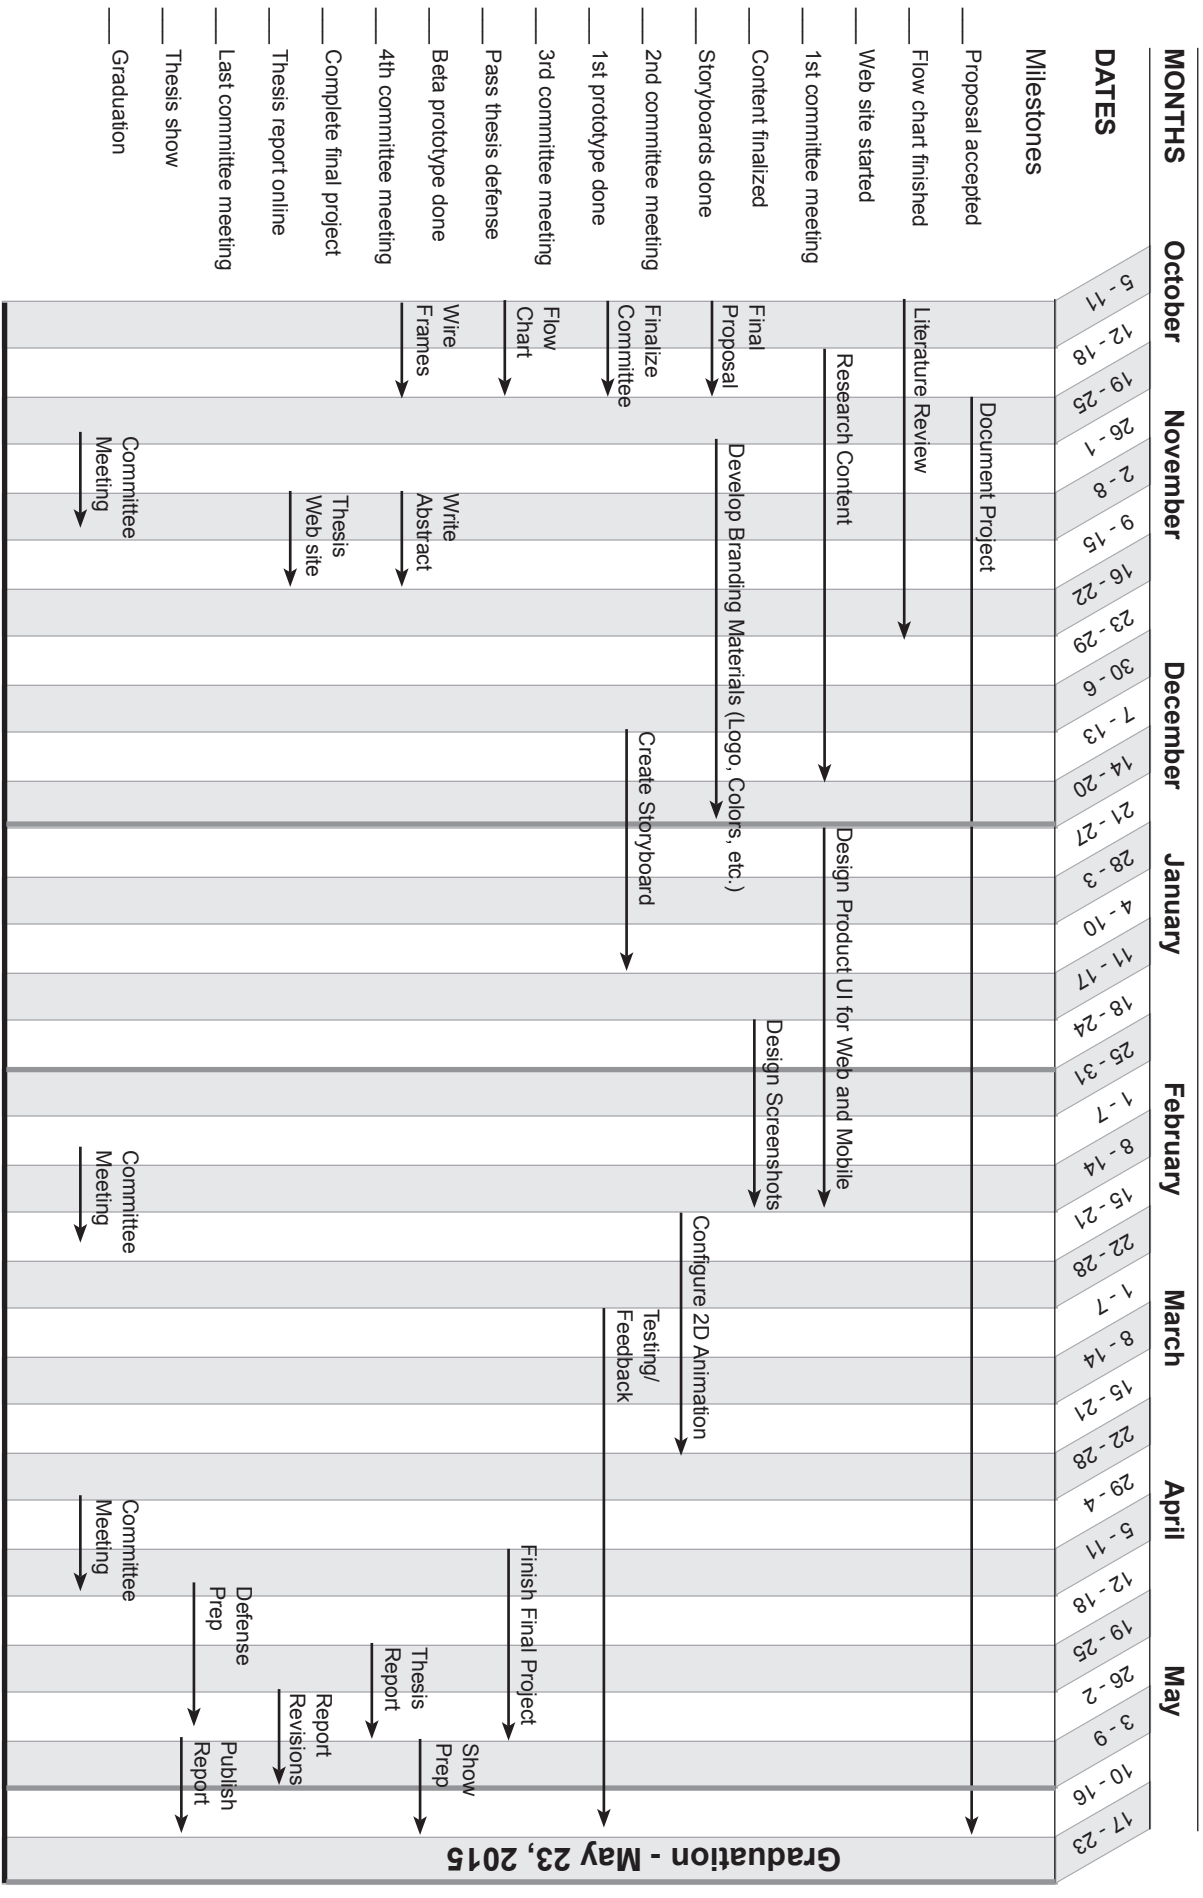 MONTHS
October
November
December
January
February
March
April
May
DATES
5 - 11
12 - 18
19 - 25
26 - 1
2 - 8
9 - 15
16 - 22
23 - 29
30 - 6
7 - 13
14 - 20
21 - 27
28 - 3
4 - 10
11 - 17
18 - 24
25 - 31
1 - 7
8 - 14
15 - 21
22 - 28
1 - 7
8 - 14
15 - 21
22 - 28
29 - 4
5 - 11
12 - 18
19 - 25
26 - 2
3 - 9
10 - 16
17 - 23
Milestones
Proposal accepted
Flow chart finished
Web site started
1st committee meeting
Content finalized
Storyboards done
2nd committee meeting
1st prototype done
3rd committee meeting
Pass thesis defense
Beta prototype done
4th committee meeting
Complete final project
Thesis report online
Last committee meeting
Thesis show
Graduation
Document Project
Literature Review
Research Content
Design Product UI for Web and Mobile
Design Screenshots
Final
Proposal
Develop Branding Materials (Logo, Colors, etc.)
Configure 2D Animation
Finalize
Committee
Create Storyboard
Testing/
Feedback
Flow
Chart
Finish Final Project
Wire
Frames
Write
Abstract
Show
Prep
Thesis
Report
Thesis
Web site
Report
Revisions
Defense
Prep
Publish
Report
Committee
Meeting
Committee
Meeting
Committee
Meeting
Graduation - May 23, 2015